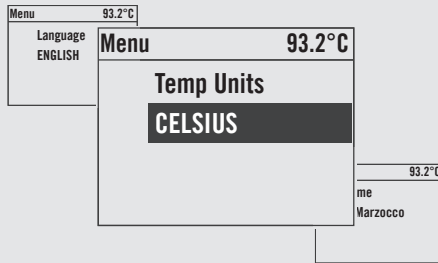 Menu 93.2°C
Language
ENGLISH
Menu 93.2°C
Temp Units
CELSIUS
93.2°C
me
Marzocco